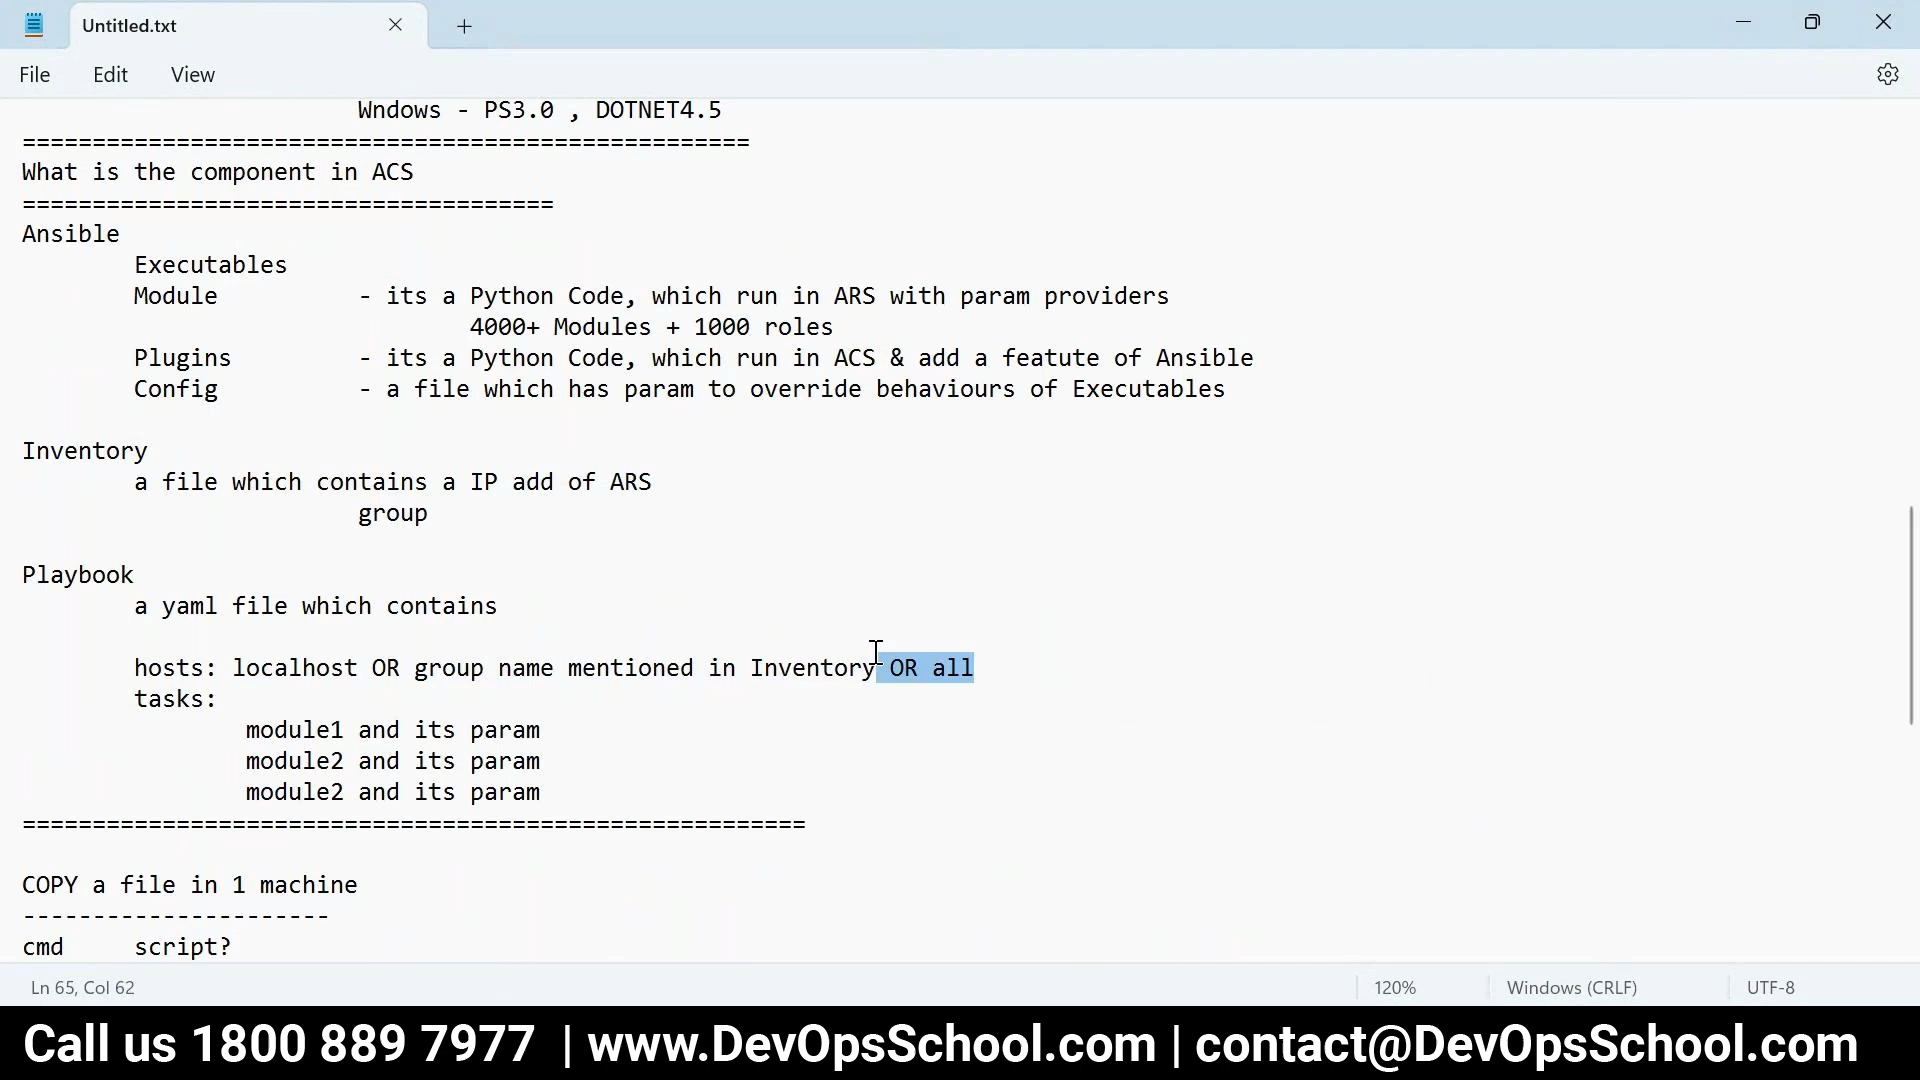 Untitled.txt
File Edit View
Wndows - PS3.0 , DOTNET4.5
====================================================
What is the component in ACS
======================================
Ansible
Executables
Module - its a Python Code, which run in ARS with param providers
4000+ Modules + 1000 roles
Plugins - its a Python Code, which run in ACS & add a featute of Ansible
Config - a file which has param to override behaviours of Executables
Inventory
a file which contains a IP add of ARS
group
Playbook
a yaml file which contains
hosts: localhost OR group name mentioned in Inventory OR all
tasks:
module1 and its param
module2 and its param
module2 and its param
========================================================
COPY a file in 1 machine
----------------------
cmd script?
Ln 65, Col 62 120% Windows (CRLF) UTF-8
Call us 1800 889 7977 | www.DevOpsSchool.com | contact@DevOpsSchool.com